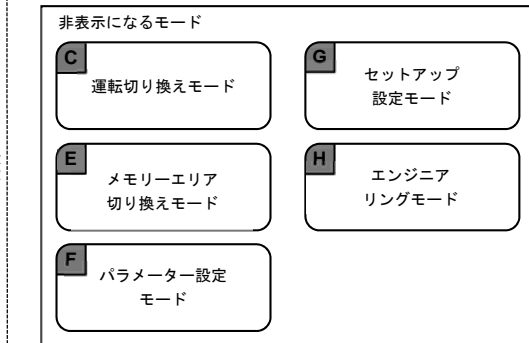 非表示になるモード
C
運転切り換えモード
G
セットアップ
設定モード
E
メモリーエリア
切り換えモード
H
エンジニア
リングモード
F
パラメーター設定
モード